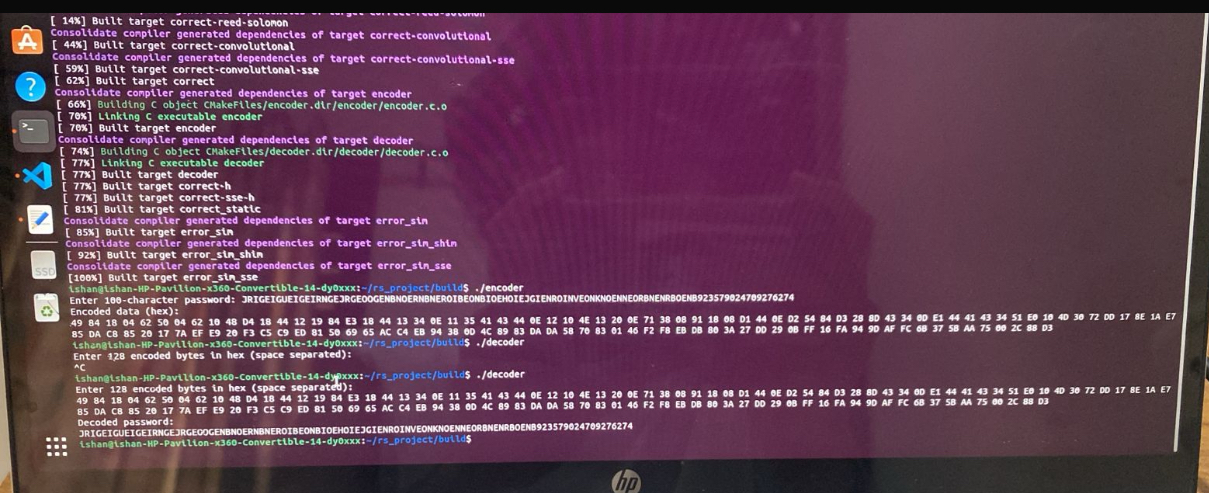 [ 14%] Built target correct-reed-solomon
Consolidate compiler generated dependencies of target correct-convolutional
[ 44%] Built target correct-convolutional
Consolidate compiler generated dependencies of target correct-convolutional-sse
[ 59%] Built target correct-convolutional-sse
[ 62%] Built target correct
Consolidate compiler generated dependencies of target encoder
[ 66%] Building C object CMakeFiles/encoder.dir/encoder/encoder.c.o
[ 70%] Linking C executable encoder
[ 70%] Built target encoder
Consolidate compiler generated dependencies of target decoder
[ 74%] Building C object CMakeFiles/decoder.dir/decoder/decoder.c.o
[ 77%] Linking C executable decoder
[ 77%] Built target decoder
[ 77%] Built target correct-h
[ 77%] Built target correct-sse-h
[ 81%] Built target correct_static
Consolidate compiler generated dependencies of target error_sim
[ 85%] Built target error_sim
Consolidate compiler generated dependencies of target error_sim_shim
[ 92%] Built target error_sim_shim
Consolidate compiler generated dependencies of target error_sim_sse
[100%] Built target error_sim_sse
ishan@ishan-HP-Pavilion-x360-Convertible-14-dy0xxx:~/rs_project/build$ ./encoder
Enter 100-character password: JRIGEIGUEIGEIRNGEJRGEOOGENBNOERNBNEROIBEONBIOEHOIEJGIENROINVEONKNOENNEORBNENRBOENB923579024709276274
Encoded data (hex):
49 84 18 04 62 50 04 62 10 48 D4 18 44 12 19 84 E3 18 44 13 34 0E 11 35 41 43 44 0E 12 10 4E 13 20 0E 71 38 08 91 18 08 D1 44 0E D2 54 84 D3 28 8D 43 34 0D E1 44 41 43 34 51 E0 10 4D 30 72 DD 17 8E 1A E7
85 DA C8 85 20 17 7A EF E9 20 F3 C5 C9 ED 81 50 69 65 AC C4 EB 94 38 0D 4C 89 83 DA DA 58 70 83 01 46 F2 F8 EB DB 80 3A 27 DD 29 0B FF 16 FA 94 9D AF FC 6B 37 5B AA 75 00 2C 88 D3
ishan@ishan-HP-Pavilion-x360-Convertible-14-dy0xxx:~/rs_project/build$ ./decoder
Enter 128 encoded bytes in hex (space separated):
^C
ishan@ishan-HP-Pavilion-x360-Convertible-14-dy0xxx:~/rs_project/build$ ./decoder
Enter 128 encoded bytes in hex (space separated):
49 84 18 04 62 50 04 62 10 48 D4 18 44 12 19 84 E3 18 44 13 34 0E 11 35 41 43 44 0E 12 10 4E 13 20 0E 71 38 08 91 18 08 D1 44 0E D2 54 84 D3 28 8D 43 34 0D E1 44 41 43 34 51 E0 10 4D 30 72 DD 17 8E 1A E7
85 DA C8 85 20 17 7A EF E9 20 F3 C5 C9 ED 81 50 69 65 AC C4 EB 94 38 0D 4C 89 83 DA DA 58 70 83 01 46 F2 F8 EB DB 80 3A 27 DD 29 0B FF 16 FA 94 9D AF FC 6B 37 5B AA 75 00 2C 88 D3
Decoded password:
JRIGEIGUEIGEIRNGEJRGEOOGENBNOERNBNEROIBEONBIOEHOIEJGIENROINVEONKNOENNEORBNENRBOENB923579024709276274
ishan@ishan-HP-Pavilion-x360-Convertible-14-dy0xxx:~/rs_project/build$
SSD
hp